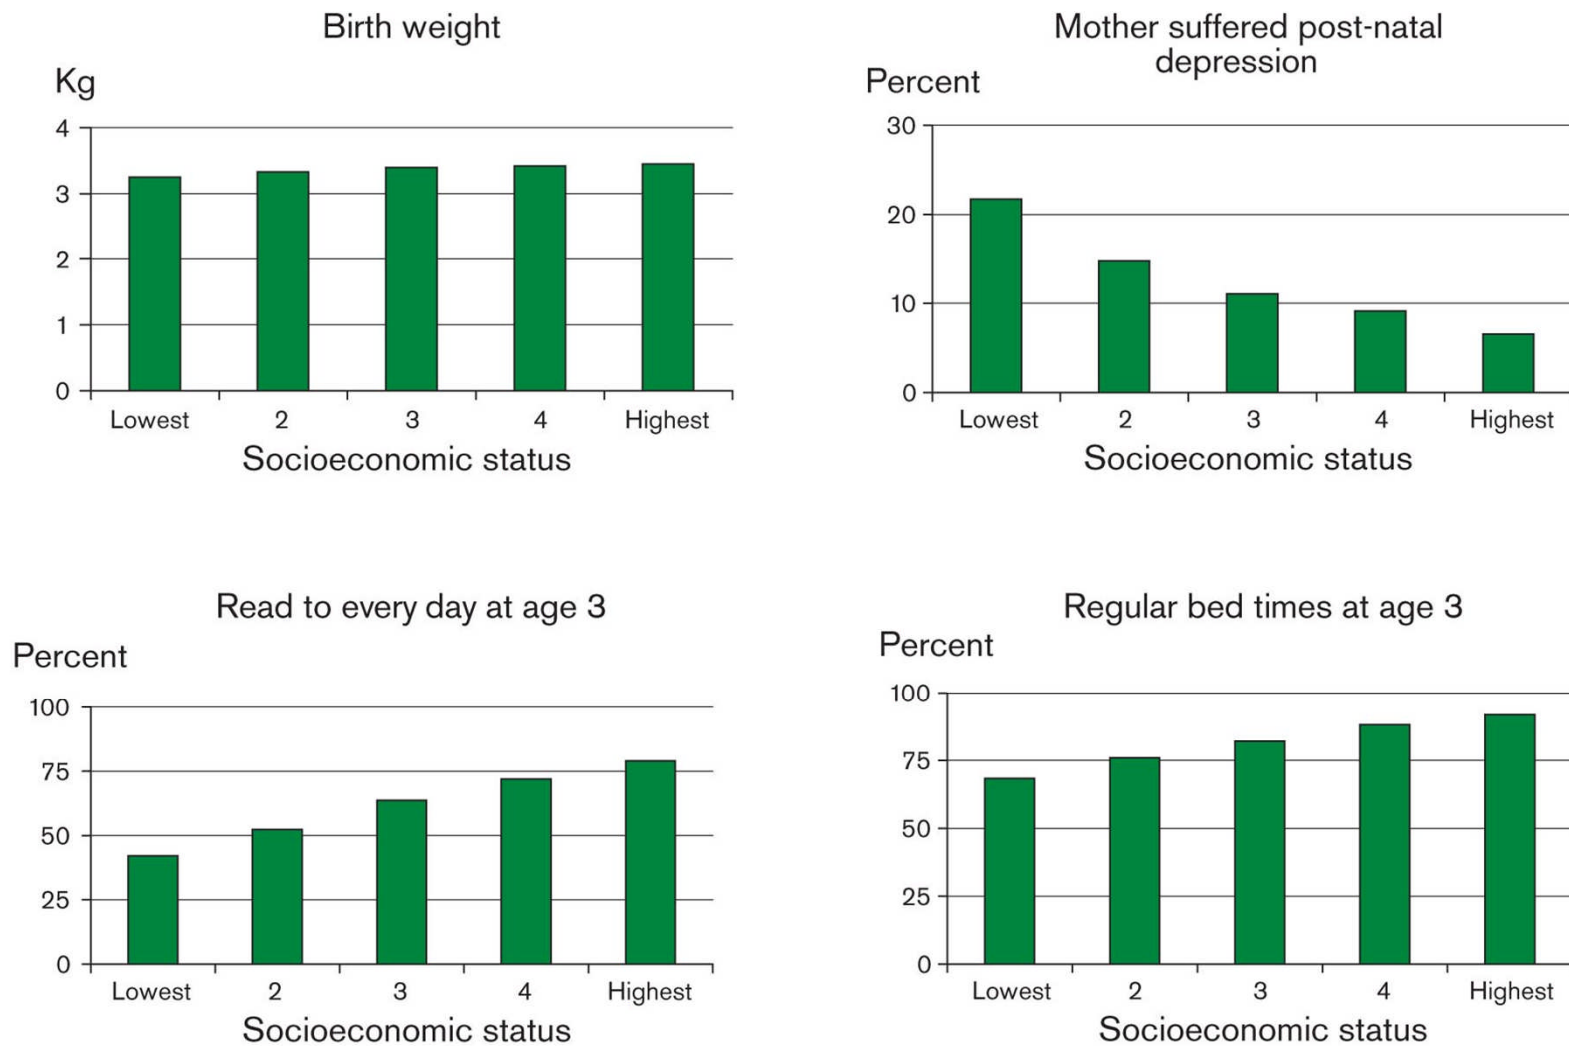 Birth weight
Kg
4
3
2
1
0
Lowest 2 3 4 Highest
Socioeconomic status
Mother suffered post-natal
depression
Percent
30
20
10
0
Lowest 2 3 4 Highest
Socioeconomic status
Read to every day at age 3
Percent
100
75
50
25
0
Lowest 2 3 4 Highest
Socioeconomic status
Regular bed times at age 3
Percent
100
75
50
25
0
Lowest 2 3 4 Highest
Socioeconomic status